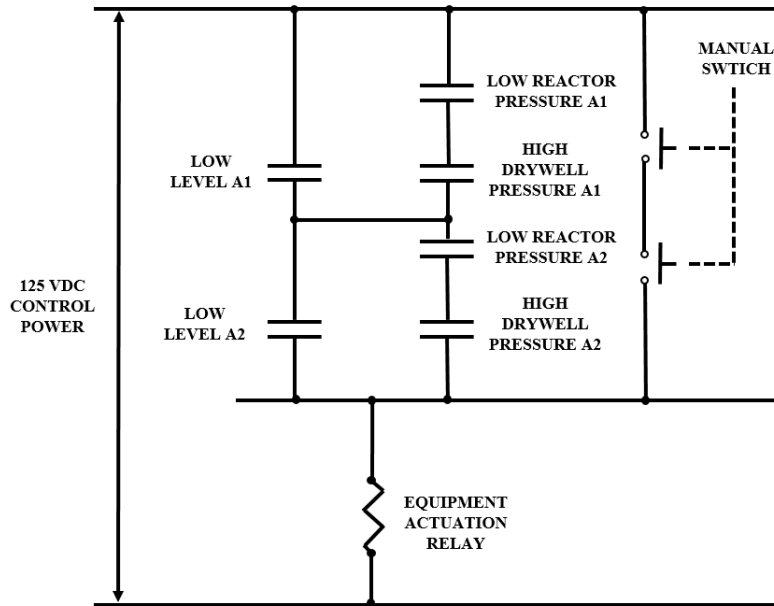 MANUAL
SWTICH
LOW REACTOR
PRESSURE A1
LOW
LEVEL A1
HIGH
DRYWELL
PRESSURE A1
LOW REACTOR
PRESSURE A2
125 VDC
CONTROL
POWER
LOW
LEVEL A2
HIGH
DRYWELL
PRESSURE A2
EQUIPMENT
ACTUATION
RELAY